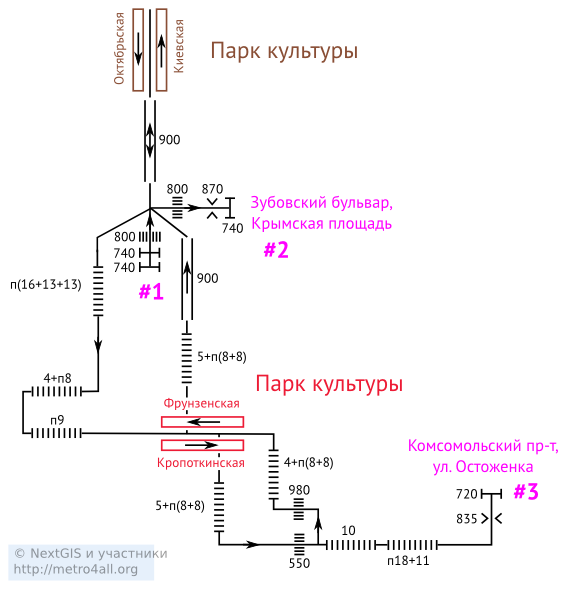 Октябрьская
Киевская
Парк культуры
900
800
870
740
Зубовский бульвар,
Крымская площадь
#2
800
740
740
#1
900
п(16+13+13)
5+п(8+8)
4+п8
Парк культуры
Фрунзенская
п9
Кропоткинская
4+п(8+8)
Комсомольский пр-т,
ул. Остоженка
#3
5+п(8+8)
980
720
835
10
550
п18+11
© NextGIS и участники
http://metro4all.org